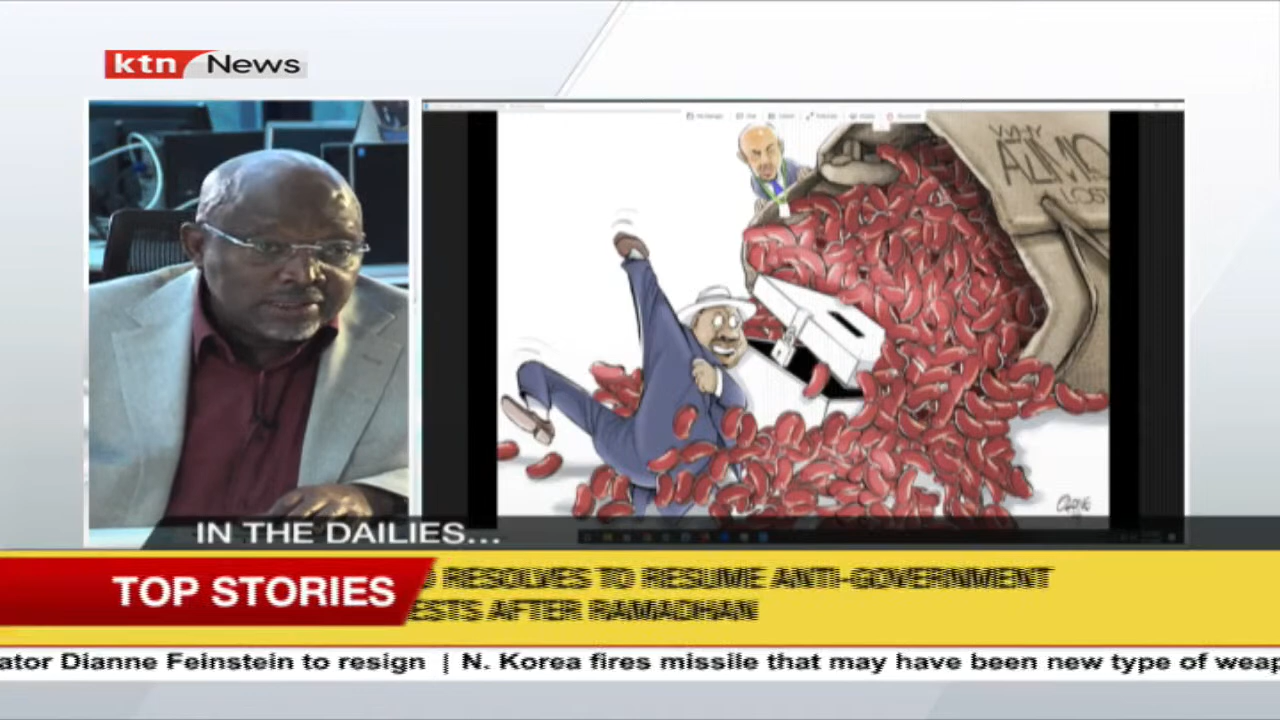 ktn News
WHY
AZIMIO
LOST
IN THE DAILIES...
TOP STORIES
RESOLVES TO RESUME ANTI-GOVERNMENT
ESTS AFTER RAMADHAN
ator Dianne Feinstein to resign | N. Korea fires missile that may have been new type of weap